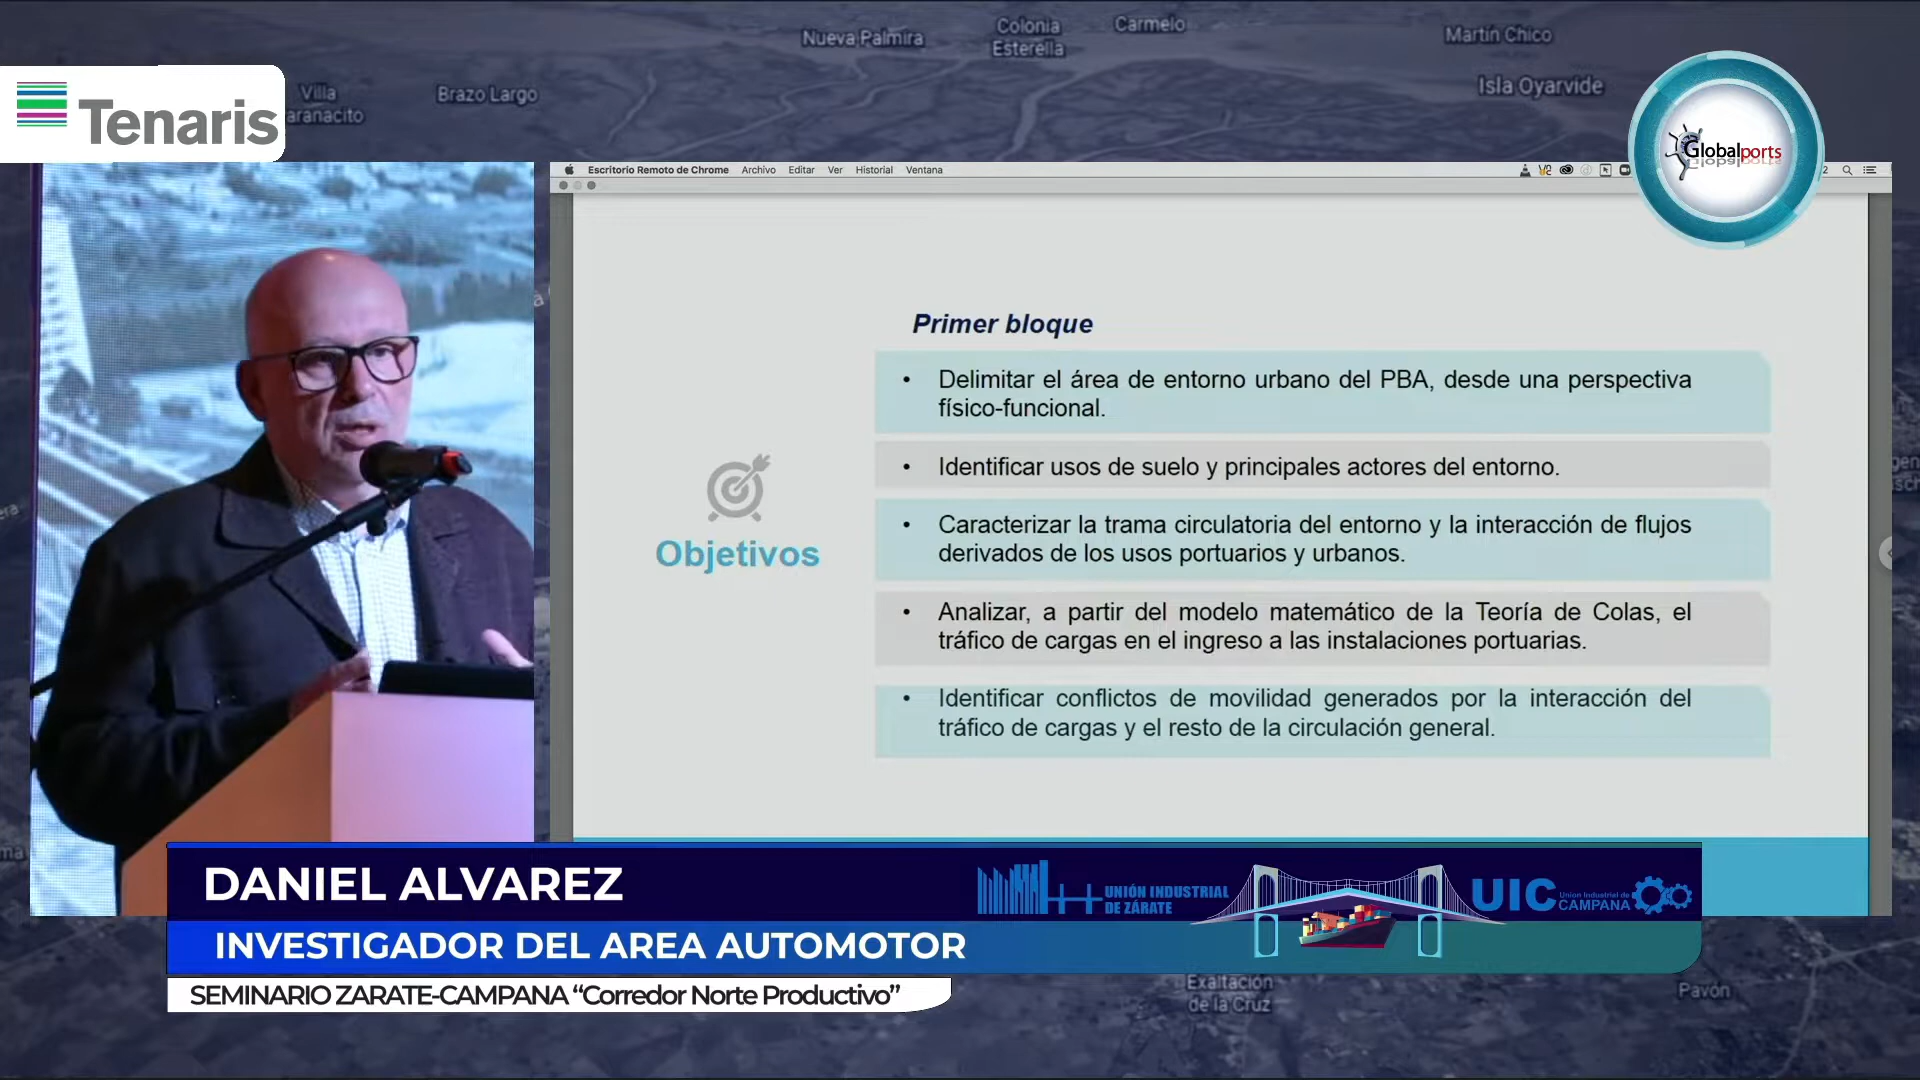 Nueva Palmira
Colonia
Esterella
Carmelo
Martín Chico
Isla Oyarvide
Villa
aranacito
Brazo Largo
Tenaris
Globalports
Escritorio Remoto de Chrome Archivo Editar Ver Historial Ventana
Primer bloque
• Delimitar el área de entorno urbano del PBA, desde una perspectiva
físico-funcional.
• Identificar usos de suelo y principales actores del entorno.
• Caracterizar la trama circulatoria del entorno y la interacción de flujos
derivados de los usos portuarios y urbanos.
• Analizar, a partir del modelo matemático de la Teoría de Colas, el
tráfico de cargas en el ingreso a las instalaciones portuarias.
• Identificar conflictos de movilidad generados por la interacción del
tráfico de cargas y el resto de la circulación general.
Objetivos
DANIEL ALVAREZ
UNIÓN INDUSTRIAL
DE ZÁRATE
UIC
Union Industrial de
CAMPANA
INVESTIGADOR DEL AREA AUTOMOTOR
SEMINARIO ZARATE-CAMPANA “Corredor Norte Productivo”
Exaltación
de la Cruz
Pavón